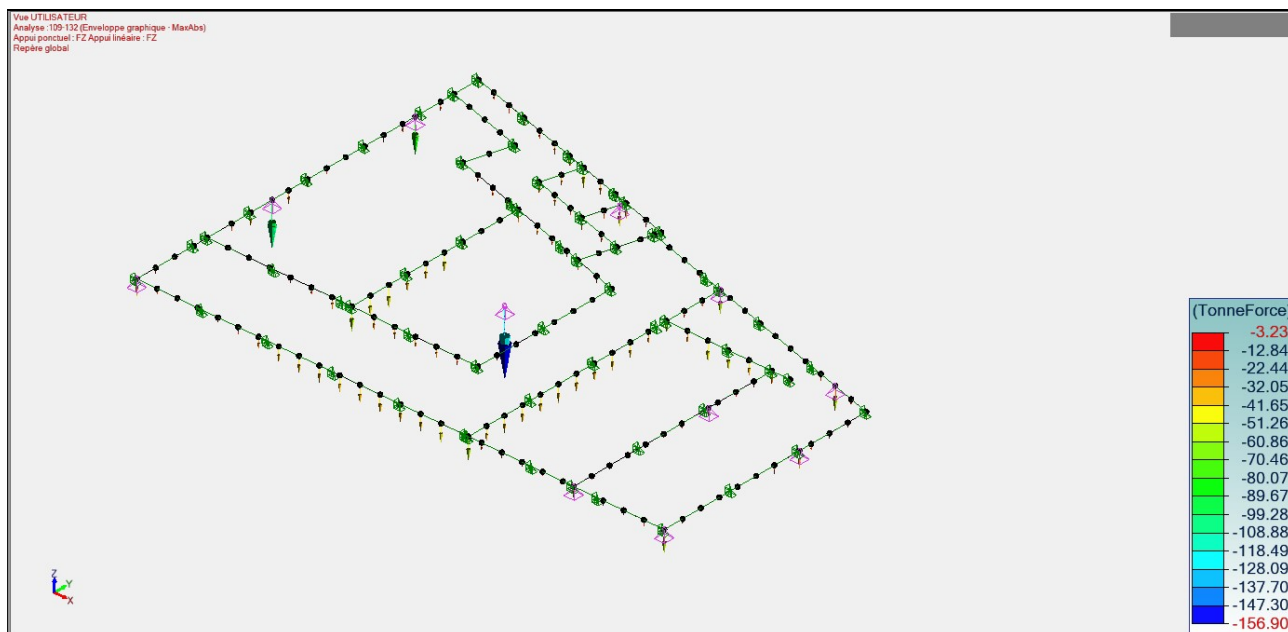 Vue UTILISATEUR
Analyse :109-132 (Enveloppe graphique - MaxAbs)
Appui ponctuel : FZ Appui linéaire : FZ
Repère global
(TonneForce)
-3.23
-12.84
-22.44
-32.05
-41.65
-51.26
-60.86
-70.46
-80.07
-89.67
-99.28
-108.88
-118.49
-128.09
-137.70
-147.30
-156.90
Z
Y
X